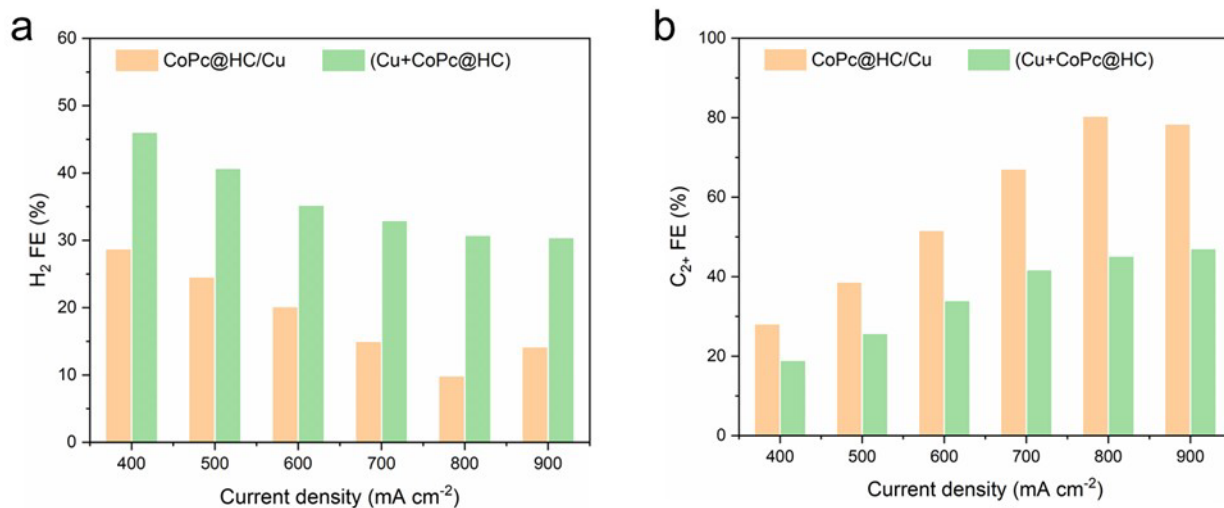 a
60
50
40
30
20
10
0
H₂ FE (%)
CoPc@HC/Cu
(Cu+CoPc@HC)
400 500 600 700 800 900
Current density (mA cm⁻²)
b
100
80
60
40
20
0
C₂₊ FE (%)
CoPc@HC/Cu
(Cu+CoPc@HC)
400 500 600 700 800 900
Current density (mA cm⁻²)